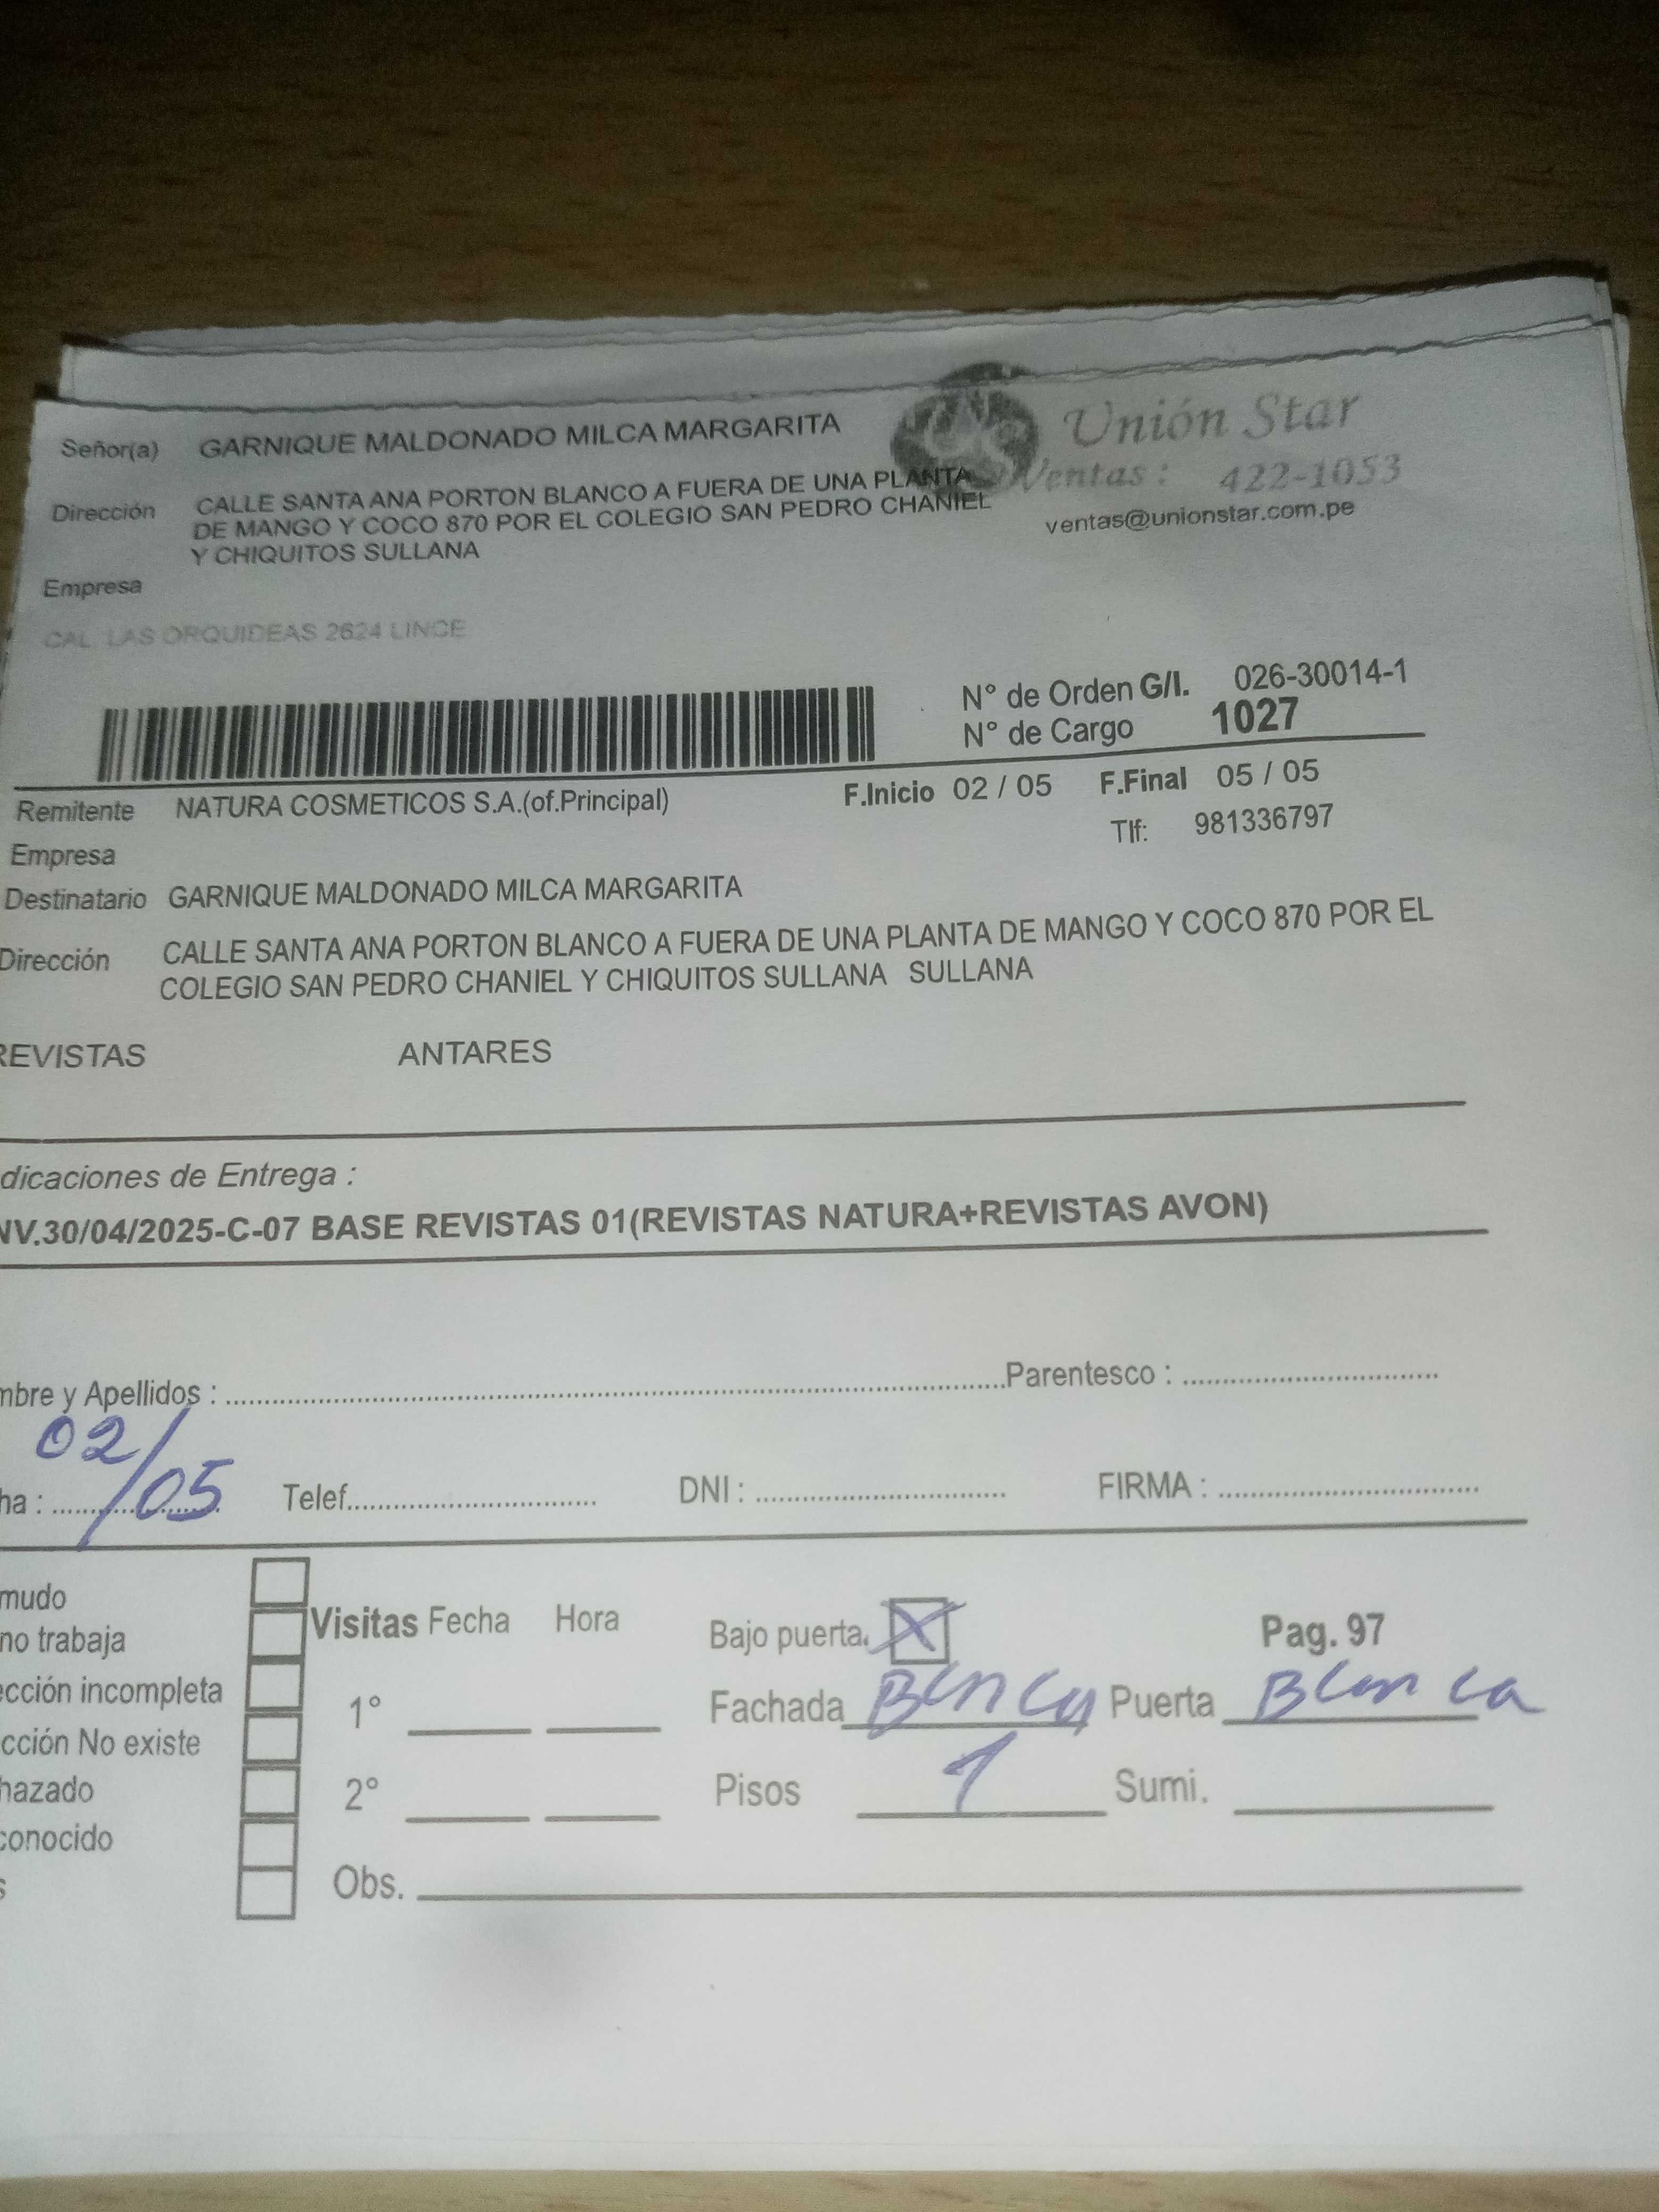 Señor(a) GARNIQUE MALDONADO MILCA MARGARITA
Unión Star
Ventas : 422-1053
ventas@unionstar.com.pe
Dirección CALLE SANTA ANA PORTON BLANCO A FUERA DE UNA PLANTA
DE MANGO Y COCO 870 POR EL COLEGIO SAN PEDRO CHANIEL
Y CHIQUITOS SULLANA
Empresa
CAL LAS ORQUIDEAS 2624 LINCE
N° de Orden G/I. 026-30014-1
N° de Cargo 1027
Remitente NATURA COSMETICOS S.A.(of.Principal) F.Inicio 02 / 05 F.Final 05 / 05
Tlf: 981336797
Empresa
Destinatario GARNIQUE MALDONADO MILCA MARGARITA
Dirección CALLE SANTA ANA PORTON BLANCO A FUERA DE UNA PLANTA DE MANGO Y COCO 870 POR EL
COLEGIO SAN PEDRO CHANIEL Y CHIQUITOS SULLANA SULLANA
REVISTAS ANTARES
dicaciones de Entrega :
NV.30/04/2025-C-07 BASE REVISTAS 01(REVISTAS NATURA+REVISTAS AVON)
mbre y Apellidos : Parentesco :
ha : 02/05 Telef. DNI : FIRMA :
mudo
no trabaja
ección incompleta
cción No existe
hazado
conocido
s
Visitas Fecha Hora
1°
2°
Obs.
Bajo puerta. X Pag. 97
Fachada Blnca Puerta Blanca
Pisos 1 Sumi.